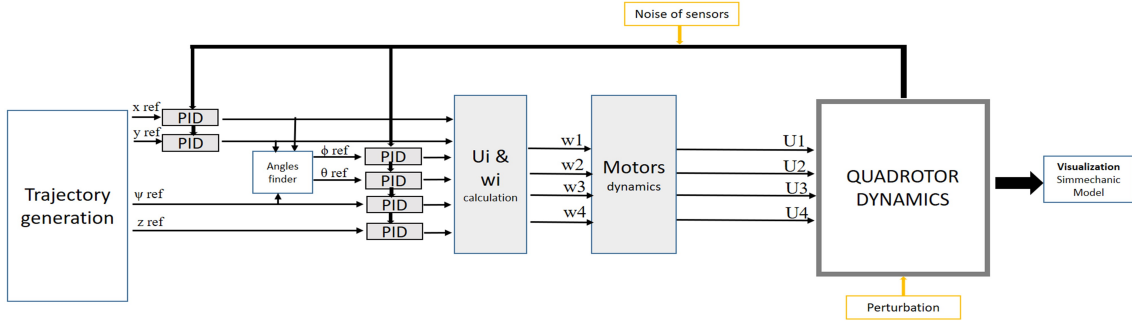 Noise of sensors
x ref
PID
y ref
PID
ϕ ref
PID
Angles
finder
θ ref
PID
ψ ref
PID
z ref
PID
Trajectory
generation
Ui &
wi
calculation
w1
w2
w3
w4
Motors
dynamics
U1
U2
U3
U4
QUADROTOR
DYNAMICS
Visualization
Simmechanic
Model
Perturbation